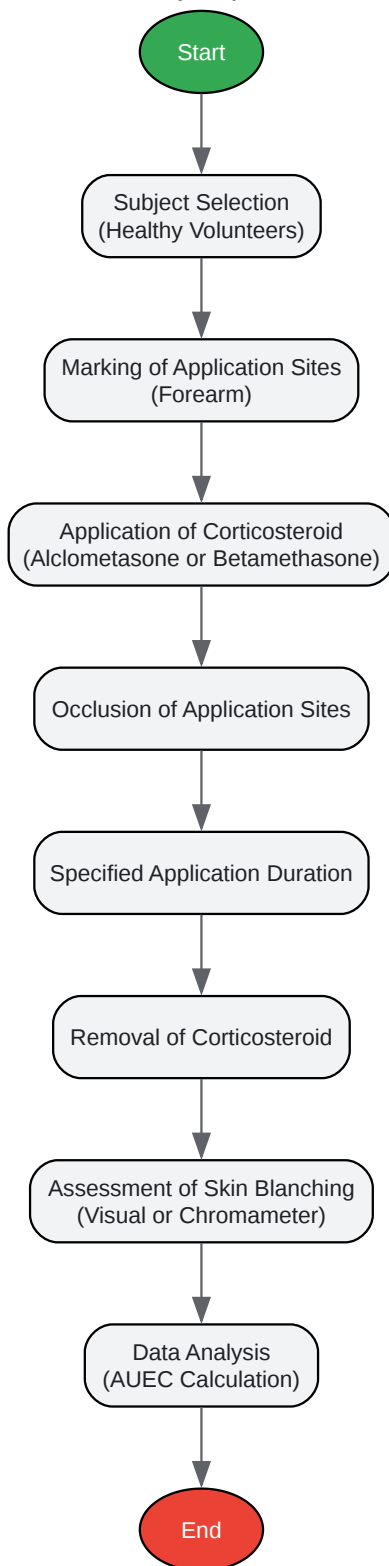 Start
Subject Selection
(Healthy Volunteers)
Marking of Application Sites
(Forearm)
Application of Corticosteroid
(Alclometasone or Betamethasone)
Occlusion of Application Sites
Specified Application Duration
Removal of Corticosteroid
Assessment of Skin Blanching
(Visual or Chromameter)
Data Analysis
(AUEC Calculation)
End